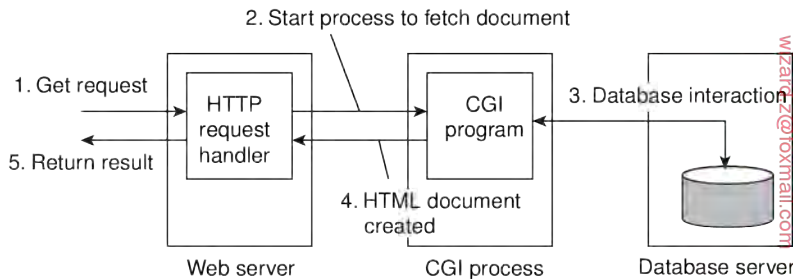 2. Start process to fetch document
1. Get request
HTTP
request
handler
CGI
program
3. Database interaction
5. Return result
4. HTML document
created
Web server
CGI process
Database server
wizard.z@foxmail.com